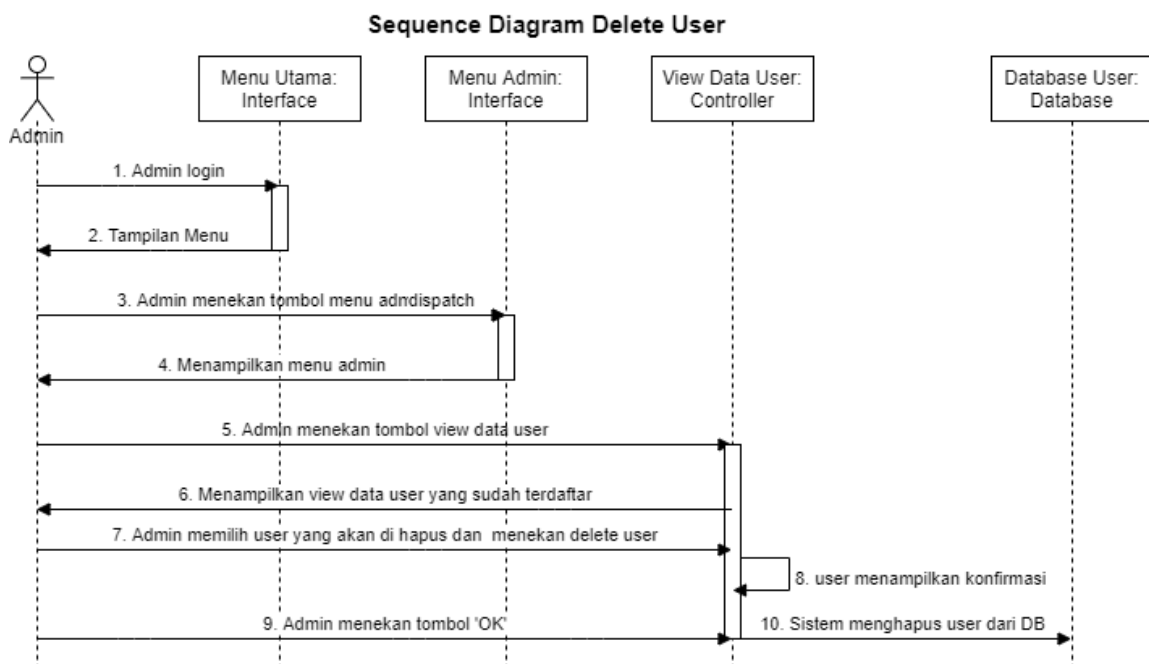 Sequence Diagram Delete User
Menu Utama:
Interface
Menu Admin:
Interface
View Data User:
Controller
Database User:
Database
Admin
1. Admin login
2. Tampilan Menu
3. Admin menekan tombol menu admdispatch
4. Menampilkan menu admin
5. Admin menekan tombol view data user
6. Menampilkan view data user yang sudah terdaftar
7. Admin memilih user yang akan di hapus dan menekan delete user
8. user menampilkan konfirmasi
9. Admin menekan tombol 'OK'
10. Sistem menghapus user dari DB